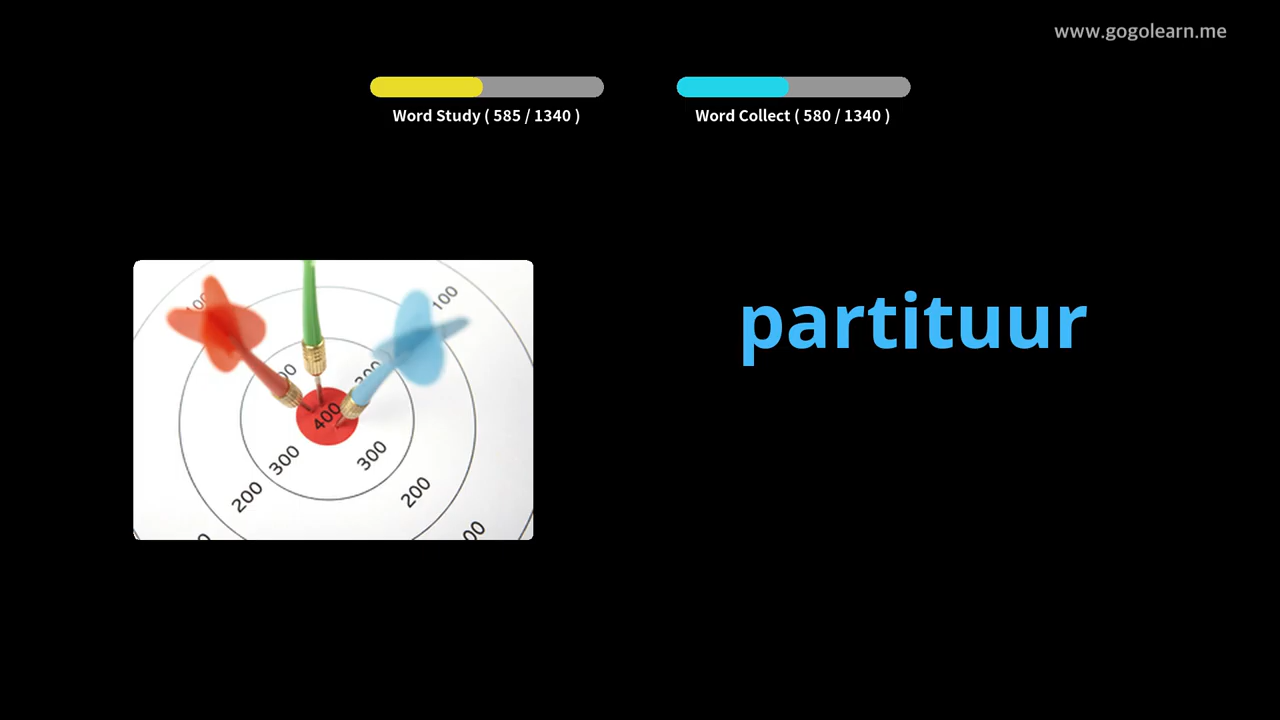 www.gogolearn.me
Word Study ( 585 / 1340 )
Word Collect ( 580 / 1340 )
partituur
100
100
200
400
300
300
200
200